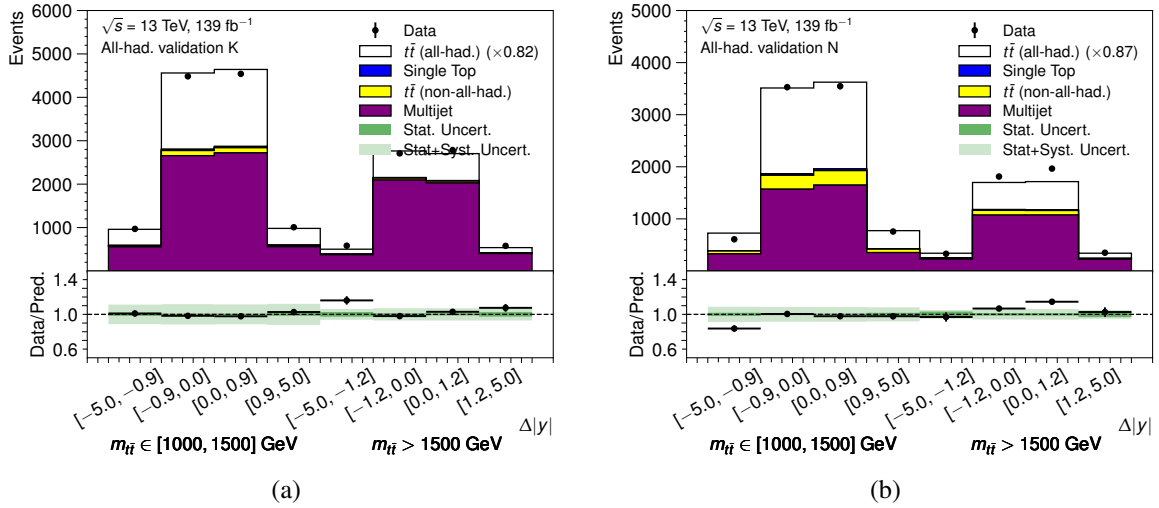 √s = 13 TeV, 139 fb⁻¹
All-had. validation K
Data
tt̄ (all-had.) (×0.82)
Single Top
tt̄ (non-all-had.)
Multijet
Stat. Uncert.
Stat+Syst. Uncert.
Events
6000
5000
4000
3000
2000
1000
Data/Pred.
1.4
1.0
0.6
[−5.0, −0.9]
[−0.9, 0.0]
[0.0, 0.9]
[0.9, 5.0]
[−5.0, −1.2]
[−1.2, 0.0]
[0.0, 1.2]
[1.2, 5.0]
Δ|y|
m_tt̄ ∈ [1000, 1500] GeV
m_tt̄ > 1500 GeV
(a)
√s = 13 TeV, 139 fb⁻¹
All-had. validation N
Data
tt̄ (all-had.) (×0.87)
Single Top
tt̄ (non-all-had.)
Multijet
Stat. Uncert.
Stat+Syst. Uncert.
Events
5000
4000
3000
2000
1000
Data/Pred.
1.4
1.0
0.6
[−5.0, −0.9]
[−0.9, 0.0]
[0.0, 0.9]
[0.9, 5.0]
[−5.0, −1.2]
[−1.2, 0.0]
[0.0, 1.2]
[1.2, 5.0]
Δ|y|
m_tt̄ ∈ [1000, 1500] GeV
m_tt̄ > 1500 GeV
(b)